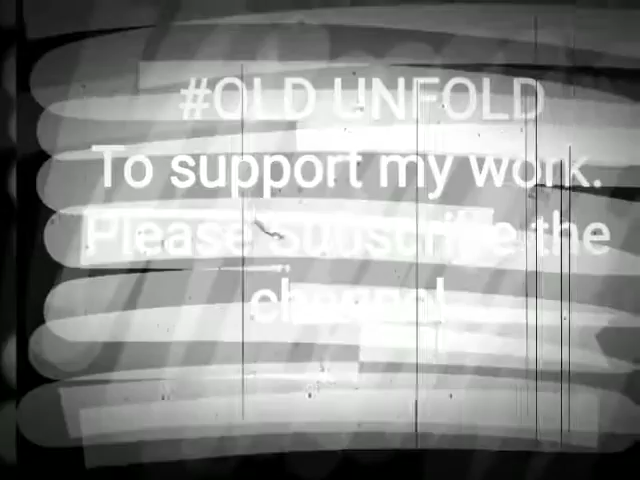 #OLD UNFOLD
To support my work.
Please subscribe the
channel